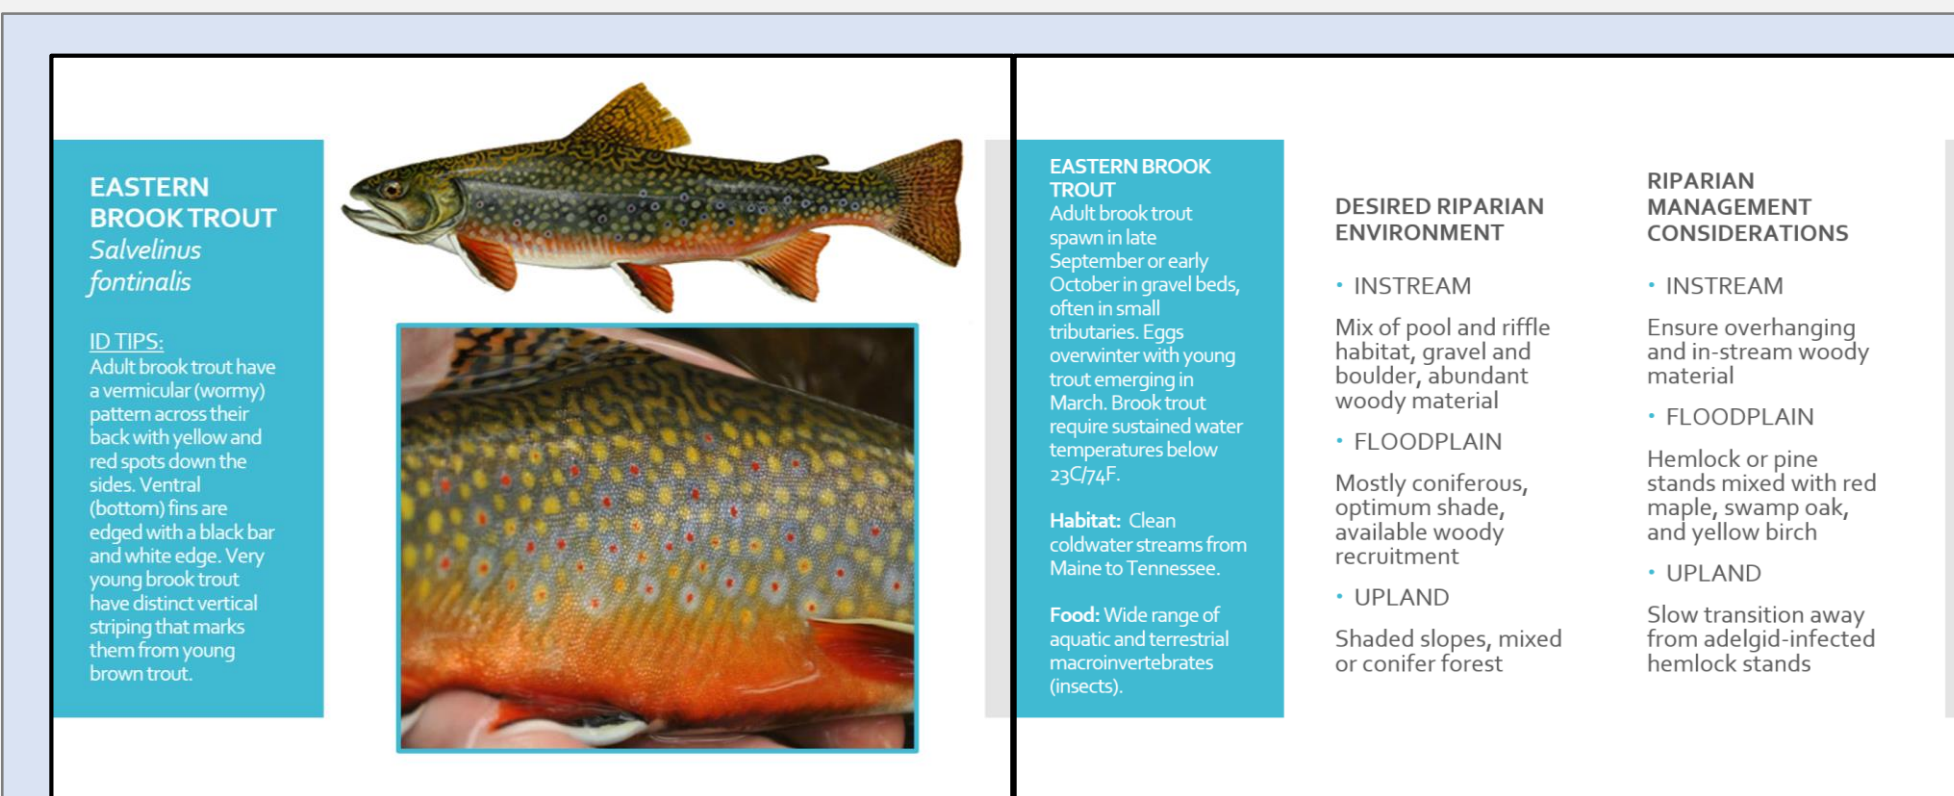 EASTERN
BROOK TROUT
Salvelinus
fontinalis
ID TIPS:
Adult brook trout have
a vermicular (wormy)
pattern across their
back with yellow and
red spots down the
sides. Ventral
(bottom) fins are
edged with a black bar
and white edge. Very
young brook trout
have distinct vertical
striping that marks
them from young
brown trout.
EASTERN BROOK
TROUT
Adult brook trout
spawn in late
September or early
October in gravel beds,
often in small
tributaries. Eggs
overwinter with young
trout emerging in
March. Brook trout
require sustained water
temperatures below
23C/74F.
Habitat: Clean
coldwater streams from
Maine to Tennessee.
Food: Wide range of
aquatic and terrestrial
macroinvertebrates
(insects).
DESIRED RIPARIAN
ENVIRONMENT
• INSTREAM
Mix of pool and riffle
habitat, gravel and
boulder, abundant
woody material
• FLOODPLAIN
Mostly coniferous,
optimum shade,
available woody
recruitment
• UPLAND
Shaded slopes, mixed
or conifer forest
RIPARIAN
MANAGEMENT
CONSIDERATIONS
• INSTREAM
Ensure overhanging
and in-stream woody
material
• FLOODPLAIN
Hemlock or pine
stands mixed with red
maple, swamp oak,
and yellow birch
• UPLAND
Slow transition away
from adelgid-infected
hemlock stands